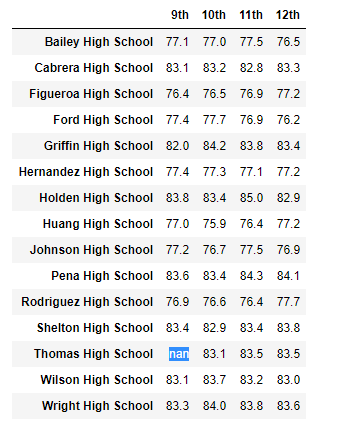 9th 10th 11th 12th
Bailey High School 77.1 77.0 77.5 76.5
Cabrera High School 83.1 83.2 82.8 83.3
Figueroa High School 76.4 76.5 76.9 77.2
Ford High School 77.4 77.7 76.9 76.2
Griffin High School 82.0 84.2 83.8 83.4
Hernandez High School 77.4 77.3 77.1 77.2
Holden High School 83.8 83.4 85.0 82.9
Huang High School 77.0 75.9 76.4 77.2
Johnson High School 77.2 76.7 77.5 76.9
Pena High School 83.6 83.4 84.3 84.1
Rodriguez High School 76.9 76.6 76.4 77.7
Shelton High School 83.4 82.9 83.4 83.8
Thomas High School nan 83.1 83.5 83.5
Wilson High School 83.1 83.7 83.2 83.0
Wright High School 83.3 84.0 83.8 83.6